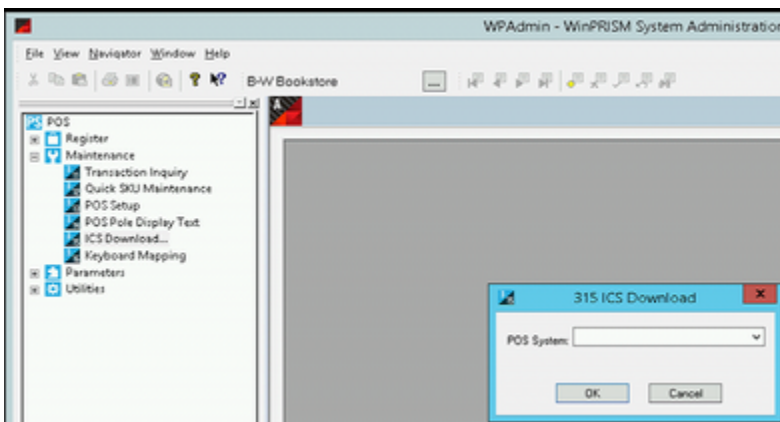 WPAdmin - WinPRISM System Administration
File View Navigator Window Help
B-W Bookstore
...
A
PS POS
Register
Maintenance
Transaction Inquiry
Quick SKU Maintenance
POS Setup
POS Pole Display Text
ICS Download...
Keyboard Mapping
Parameters
Utilities
315 ICS Download
POS System:
OK
Cancel